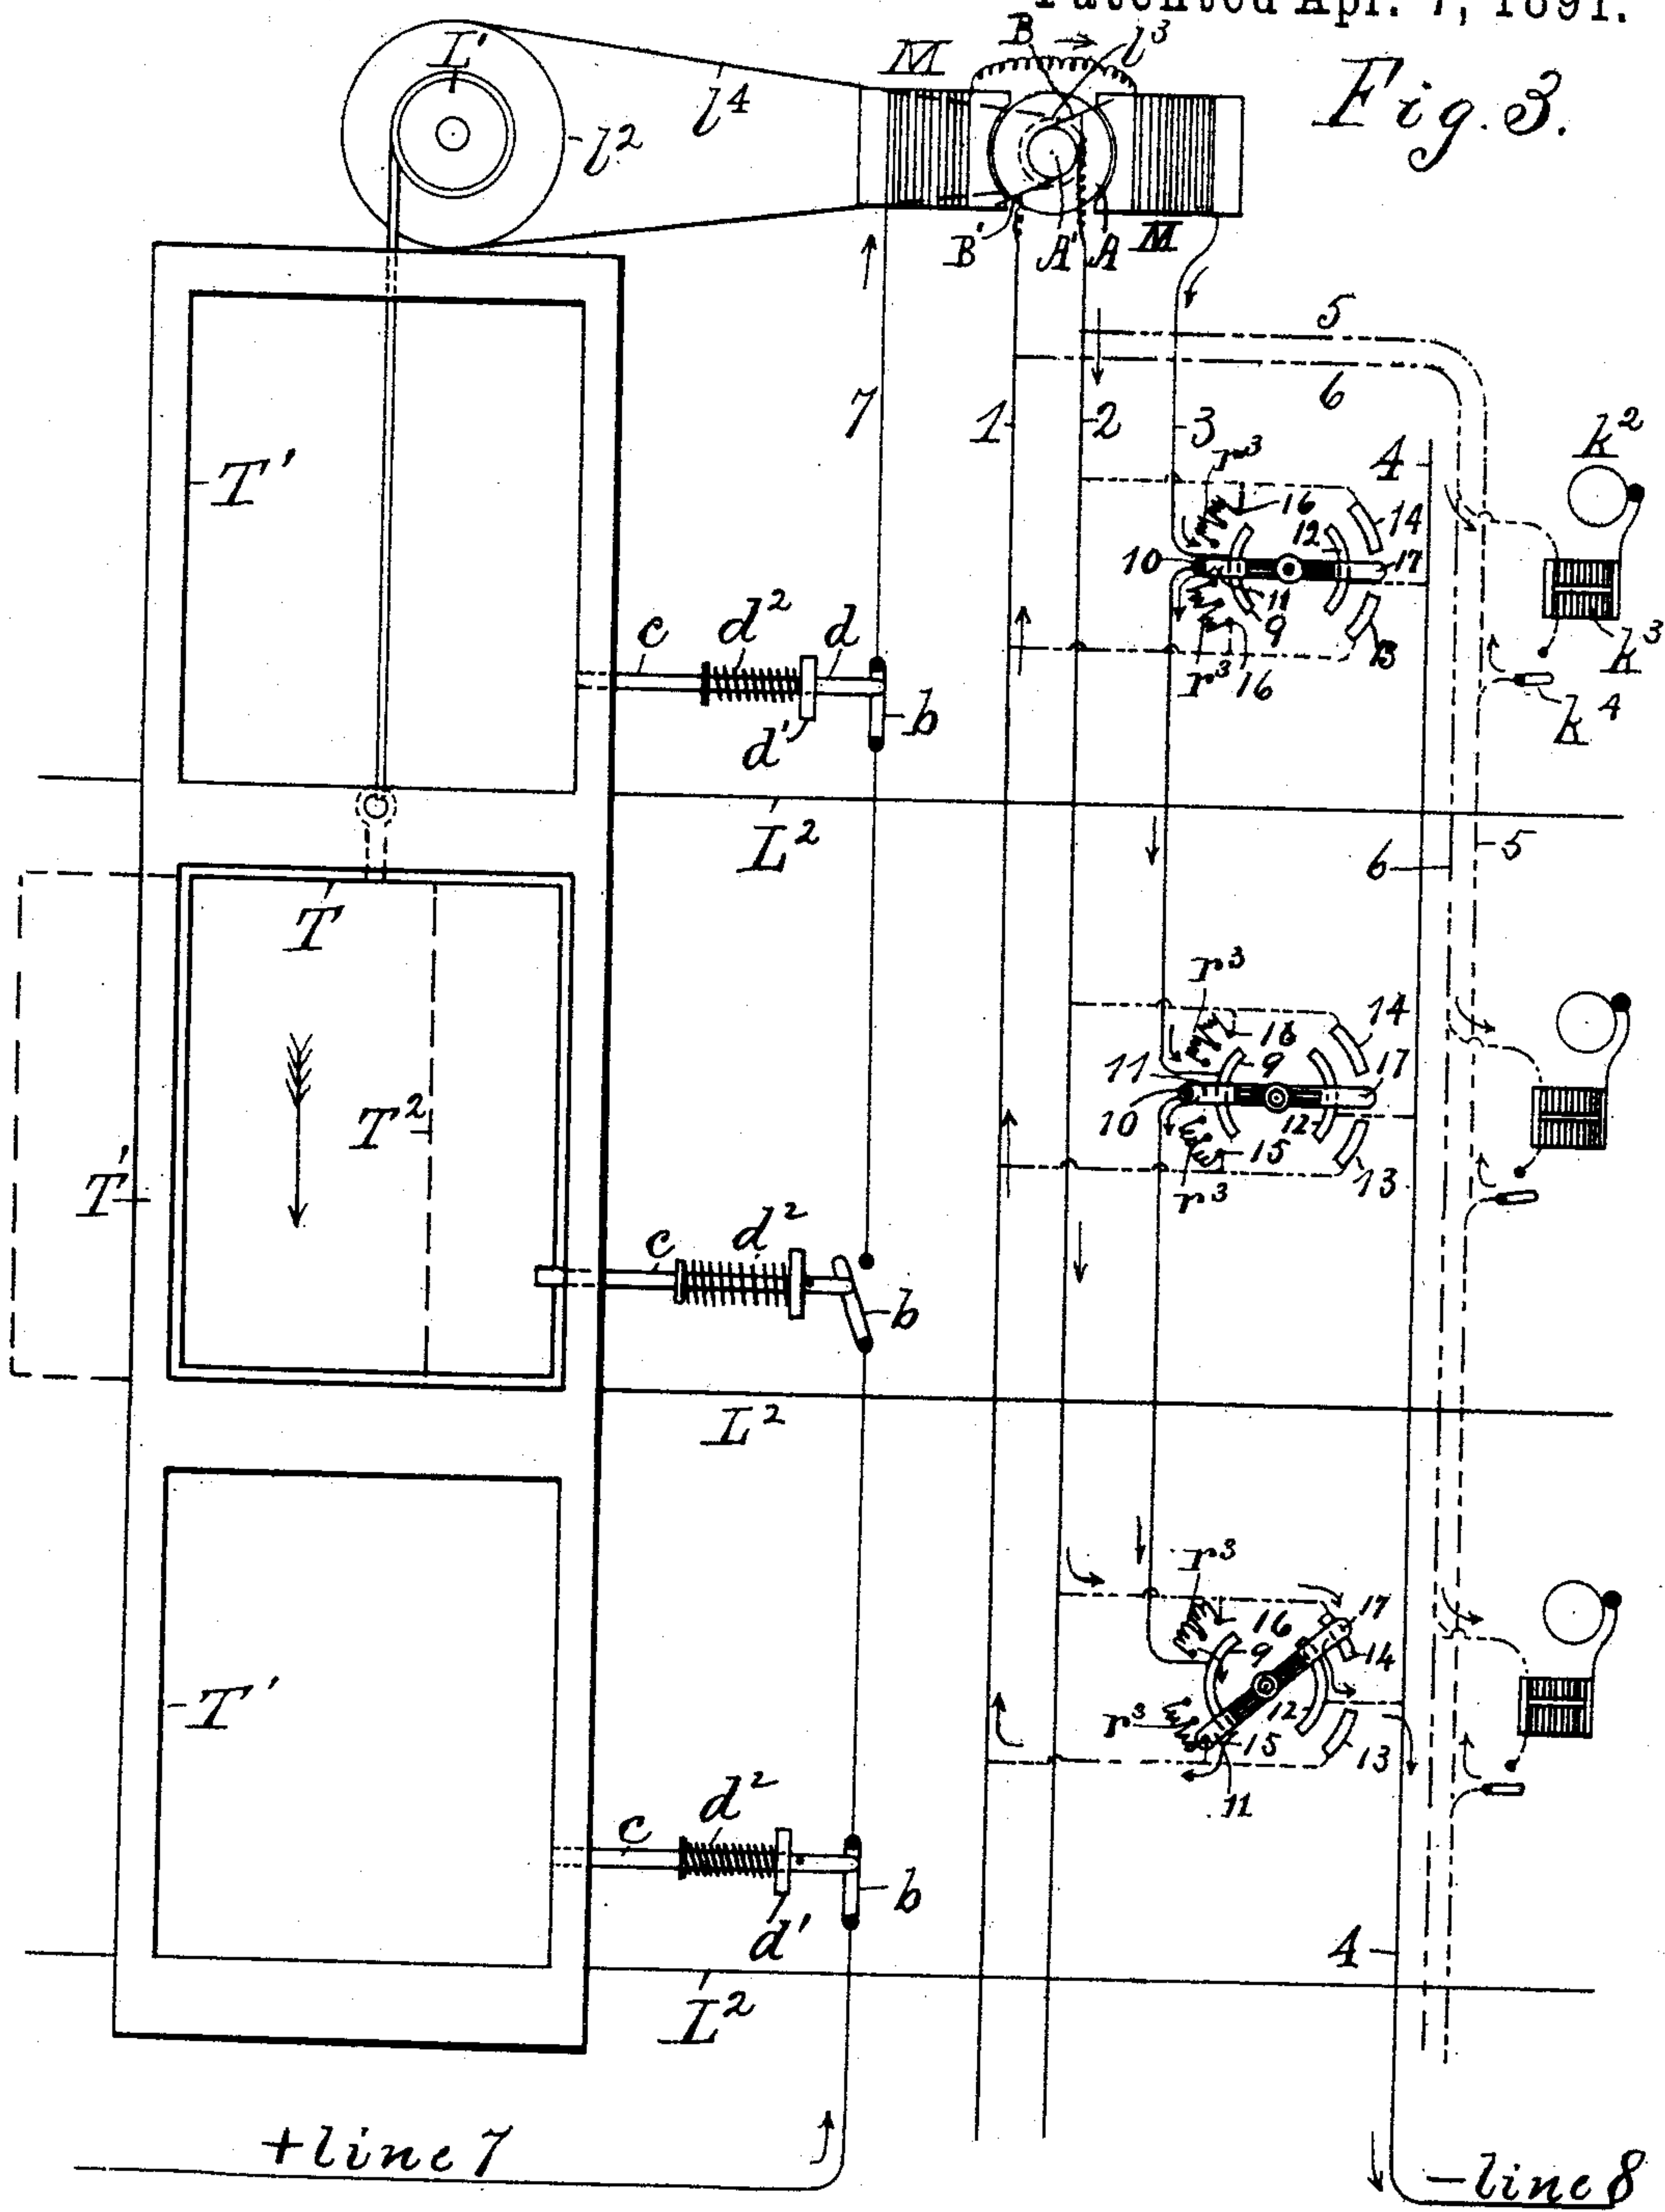 Patented Apr. 7, 1891.
Fig. 3.
L' l² l⁴ M B l³
B' A' A M
5
6
7 1 2 3 4 k²
T' r³ 16 12 14
10 17
c d² d 11 9 13 k³
d' b r³ 16 k⁴
L²
6 5
T
r³ 16 14
11 9 17
T² 10 12
15 13
T' r³
c d² b
L²
r³ 16 17
9 14
T' r³ 12
15 13
11
c d² b
d' 4
L²
+line 7
—line 8